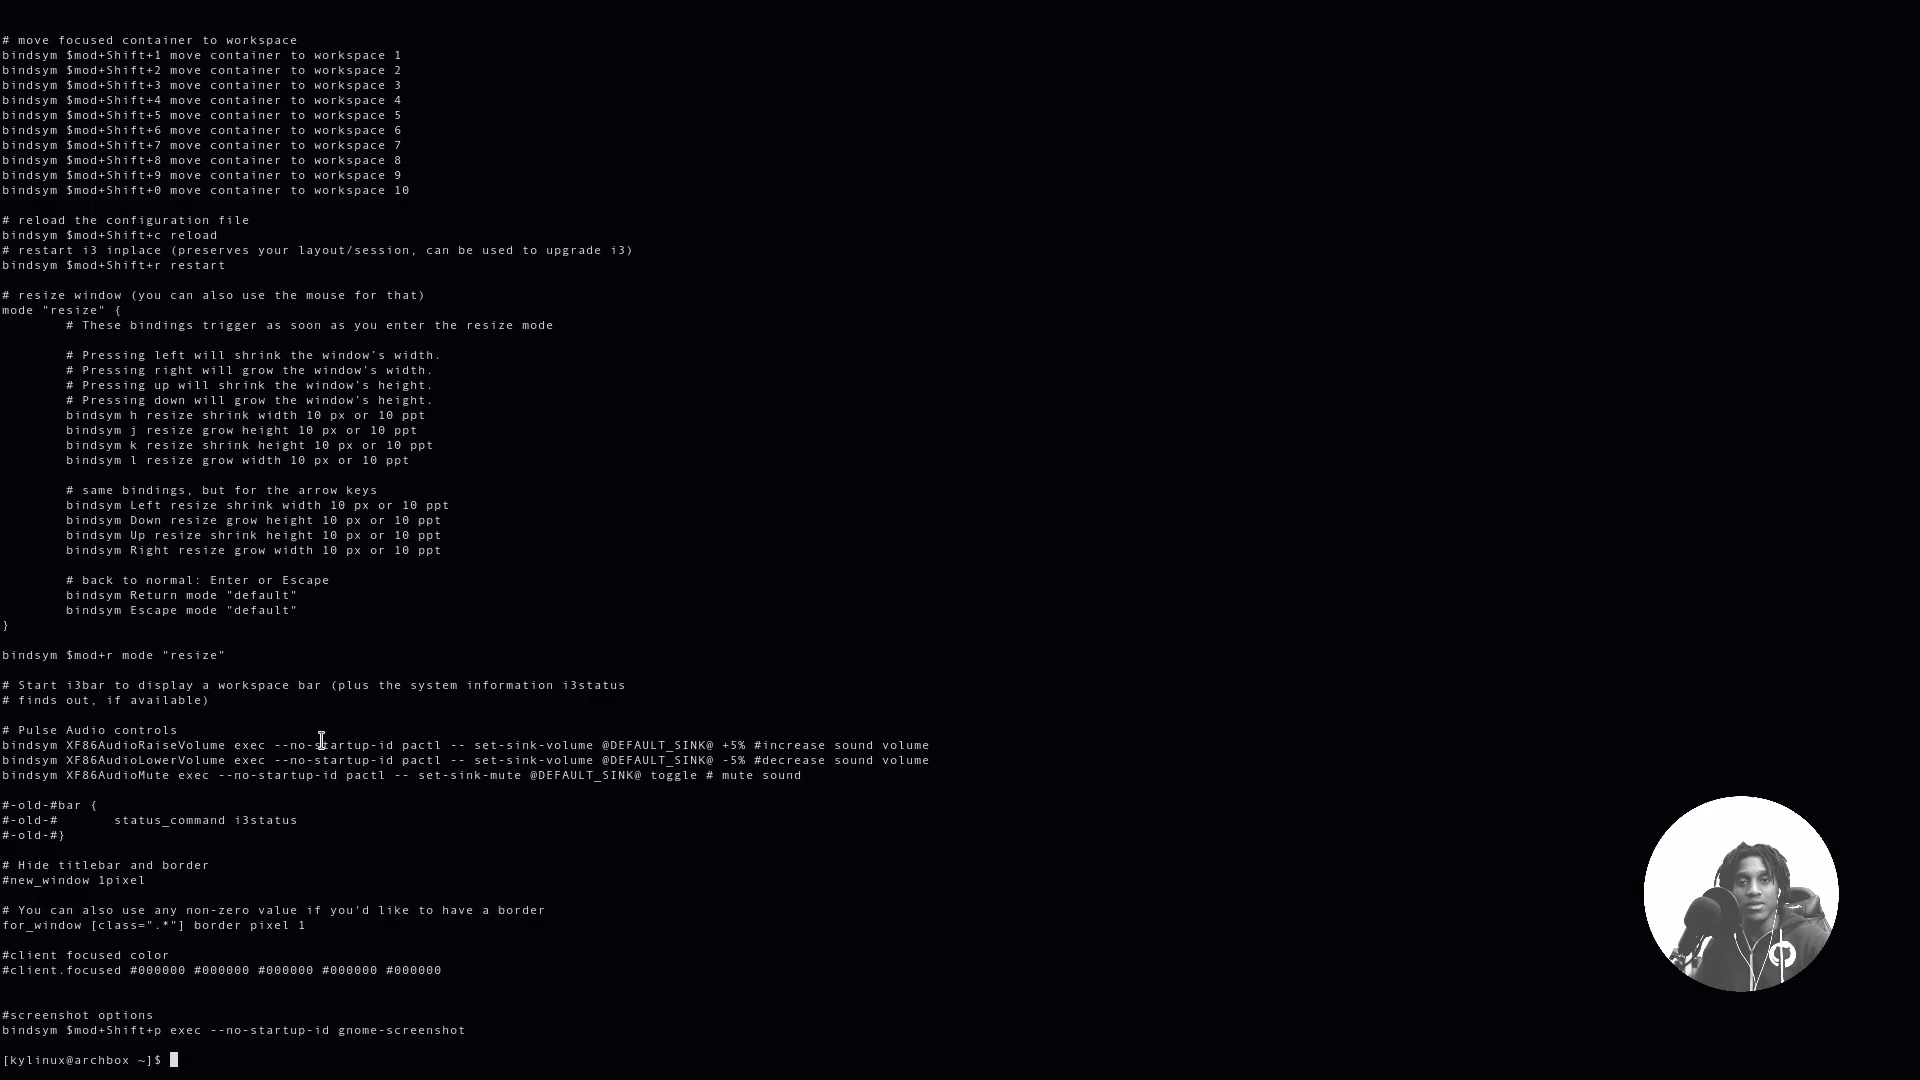 # move focused container to workspace
bindsym $mod+Shift+1 move container to workspace 1
bindsym $mod+Shift+2 move container to workspace 2
bindsym $mod+Shift+3 move container to workspace 3
bindsym $mod+Shift+4 move container to workspace 4
bindsym $mod+Shift+5 move container to workspace 5
bindsym $mod+Shift+6 move container to workspace 6
bindsym $mod+Shift+7 move container to workspace 7
bindsym $mod+Shift+8 move container to workspace 8
bindsym $mod+Shift+9 move container to workspace 9
bindsym $mod+Shift+0 move container to workspace 10

# reload the configuration file
bindsym $mod+Shift+c reload
# restart i3 inplace (preserves your layout/session, can be used to upgrade i3)
bindsym $mod+Shift+r restart

# resize window (you can also use the mouse for that)
mode "resize" {
        # These bindings trigger as soon as you enter the resize mode

        # Pressing left will shrink the window's width.
        # Pressing right will grow the window's width.
        # Pressing up will shrink the window's height.
        # Pressing down will grow the window's height.
        bindsym h resize shrink width 10 px or 10 ppt
        bindsym j resize grow height 10 px or 10 ppt
        bindsym k resize shrink height 10 px or 10 ppt
        bindsym l resize grow width 10 px or 10 ppt

        # same bindings, but for the arrow keys
        bindsym Left resize shrink width 10 px or 10 ppt
        bindsym Down resize grow height 10 px or 10 ppt
        bindsym Up resize shrink height 10 px or 10 ppt
        bindsym Right resize grow width 10 px or 10 ppt

        # back to normal: Enter or Escape
        bindsym Return mode "default"
        bindsym Escape mode "default"
}

bindsym $mod+r mode "resize"

# Start i3bar to display a workspace bar (plus the system information i3status
# finds out, if available)

# Pulse Audio controls
bindsym XF86AudioRaiseVolume exec --no-startup-id pactl -- set-sink-volume @DEFAULT_SINK@ +5% #increase sound volume
bindsym XF86AudioLowerVolume exec --no-startup-id pactl -- set-sink-volume @DEFAULT_SINK@ -5% #decrease sound volume
bindsym XF86AudioMute exec --no-startup-id pactl -- set-sink-mute @DEFAULT_SINK@ toggle # mute sound

#-old-#bar {
#-old-#       status_command i3status
#-old-#}

# Hide titlebar and border
#new_window 1pixel

# You can also use any non-zero value if you'd like to have a border
for_window [class=".*"] border pixel 1

#client focused color
#client.focused #000000 #000000 #000000 #000000 #000000

#screenshot options
bindsym $mod+Shift+p exec --no-startup-id gnome-screenshot

[kylinux@archbox ~]$